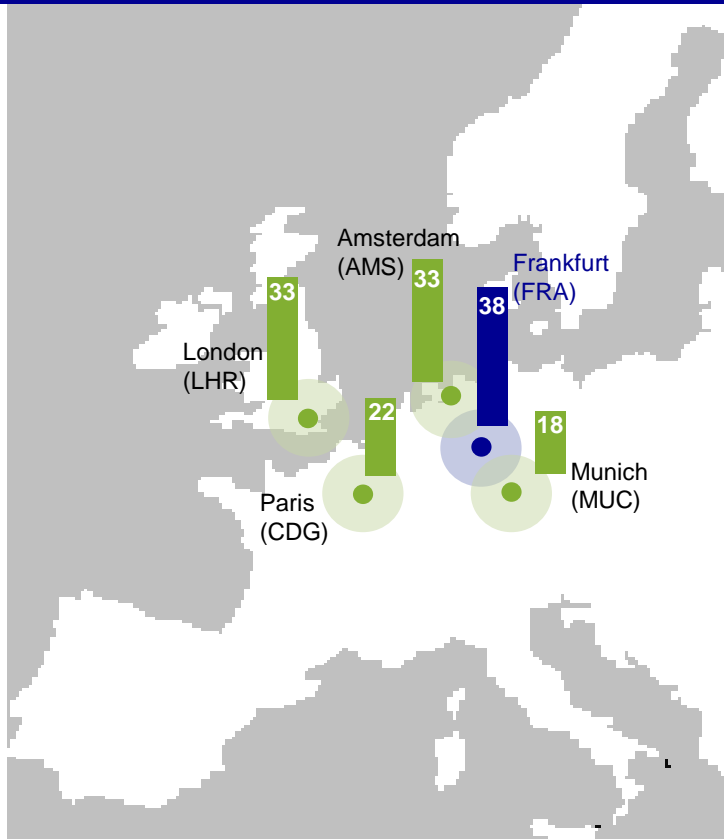 Amsterdam
(AMS)
33
Frankfurt
(FRA)
38
33
London
(LHR)
22
Paris
(CDG)
18
Munich
(MUC)